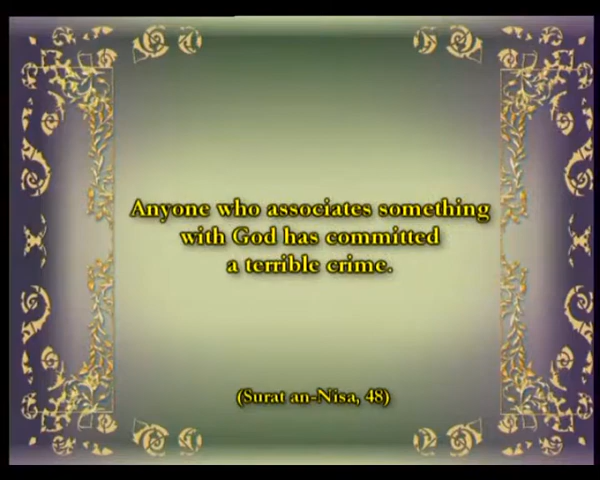 Anyone who associates something
with God has committed
a terrible crime.
(Surat an-Nisa, 48)